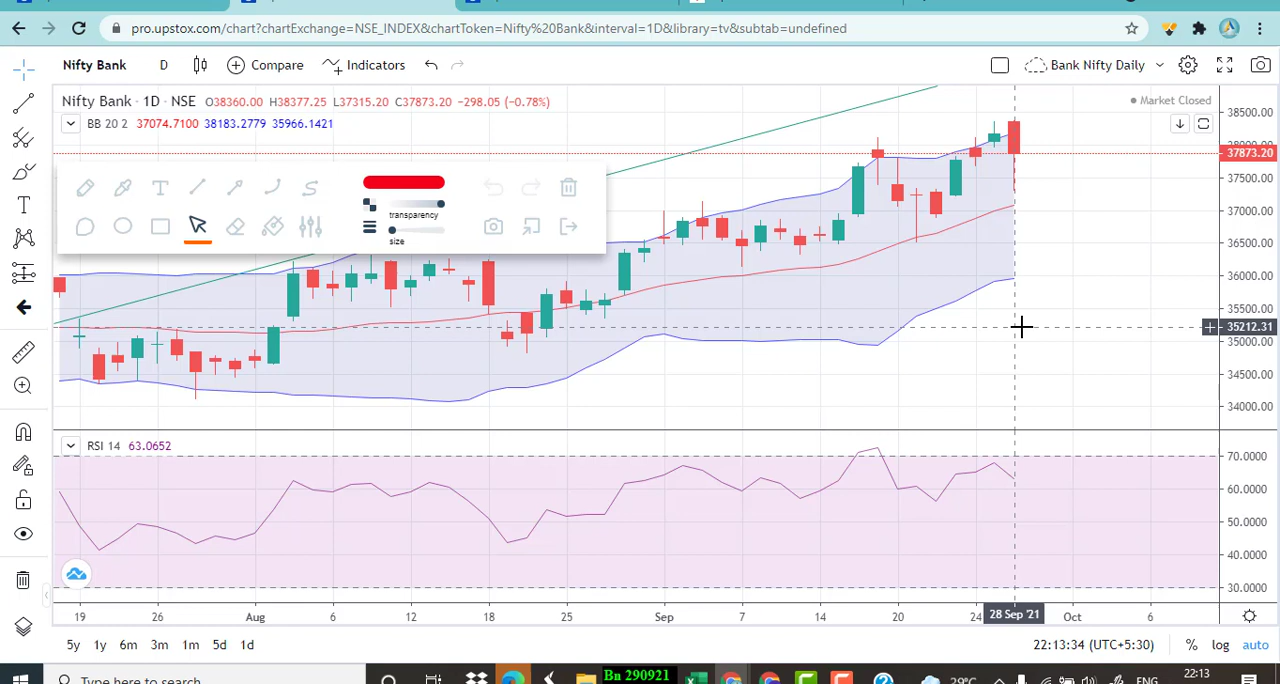 pro.upstox.com/chart?chartExchange=NSE_INDEX&chartToken=Nifty%20Bank&interval=1D&library=tv&subtab=undefined
Nifty Bank D Compare Indicators Bank Nifty Daily
Nifty Bank · 1D · NSE O38360.00 H38377.25 L37315.20 C37873.20 −298.05 (−0.78%)
Market Closed
BB 20 2 37074.7100 38183.2779 35966.1421
38500.00
37873.20
37500.00
37000.00
36500.00
36000.00
35500.00
35212.31
35000.00
34500.00
34000.00
T
transparency
size
T
RSI 14 63.0652
70.0000
60.0000
50.0000
40.0000
30.0000
19 26 Aug 6 12 18 25 Sep 7 14 20 24 28 Sep '21 Oct 6
5y 1y 6m 3m 1m 5d 1d 22:13:34 (UTC+5:30) % log auto
Type here to search Bn 290921 29°C ENG 22:13